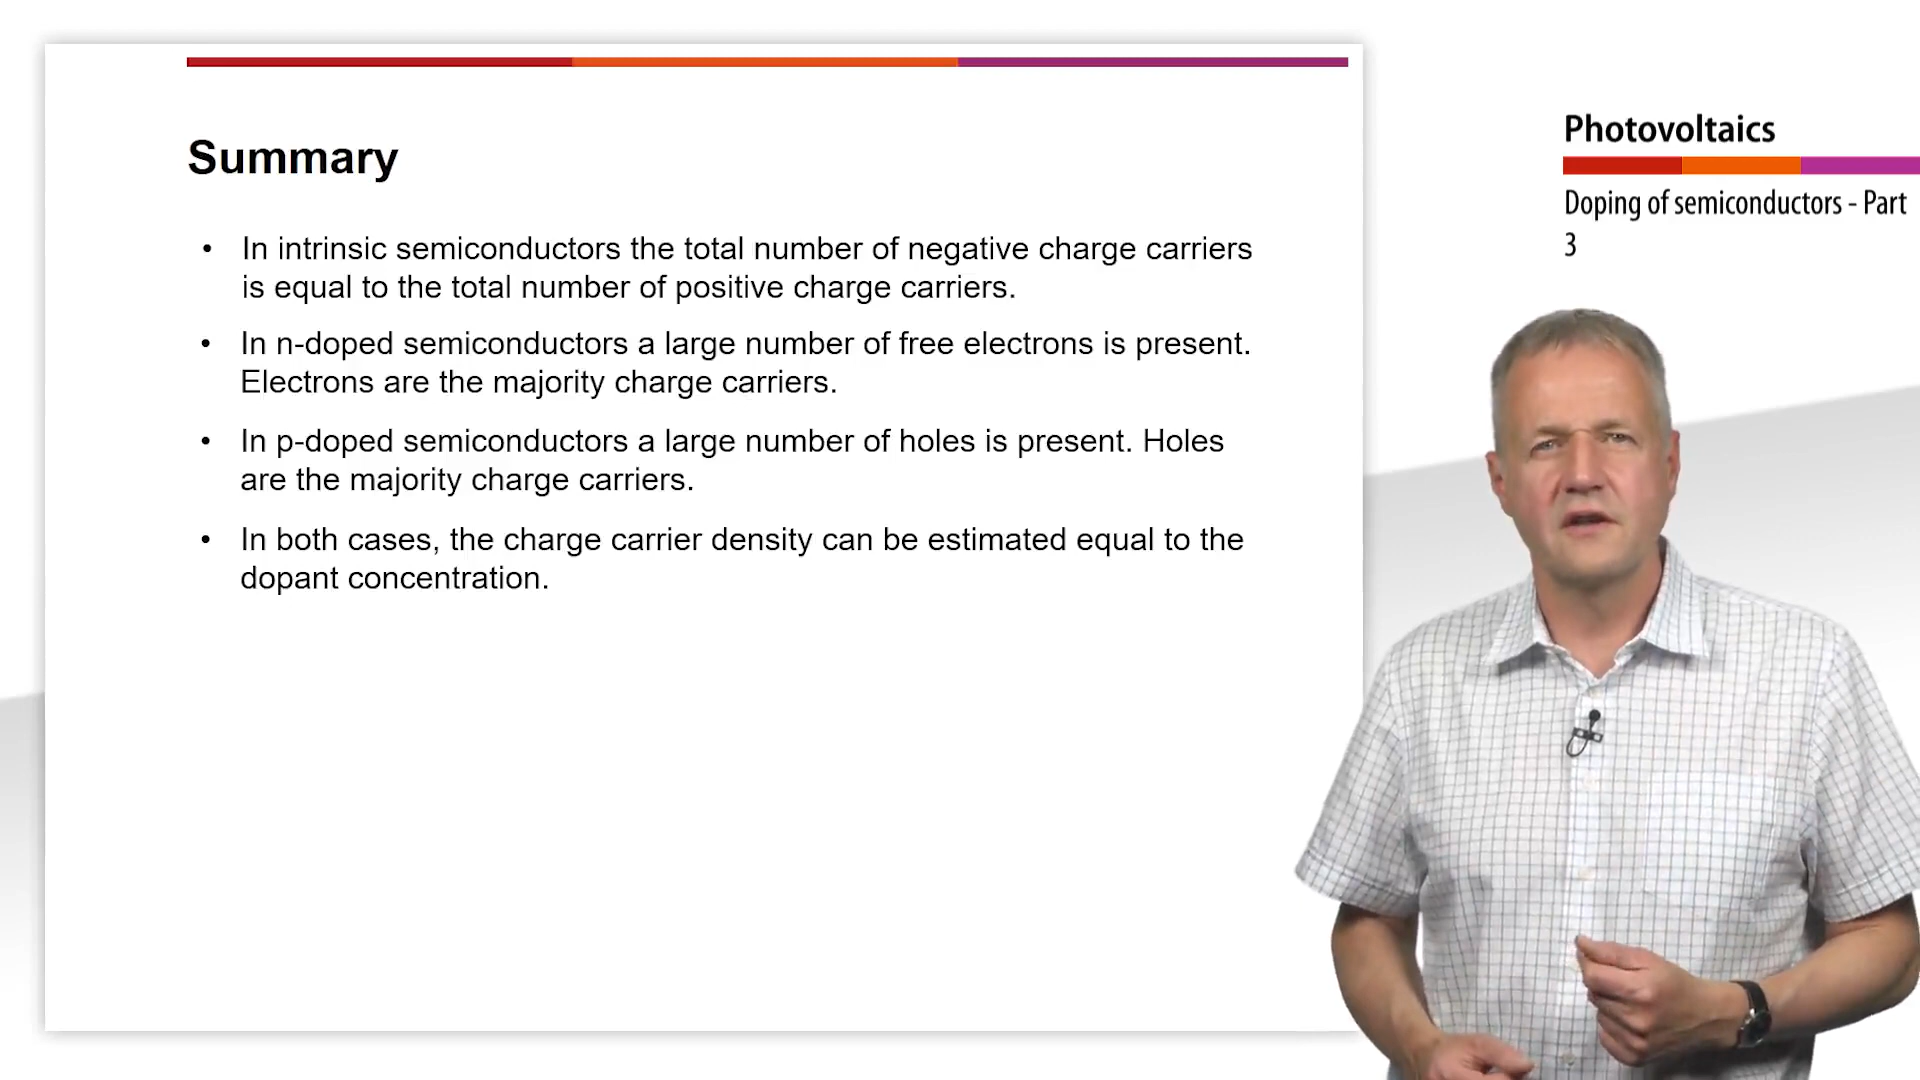 Summary
• In intrinsic semiconductors the total number of negative charge carriers
is equal to the total number of positive charge carriers.
• In n-doped semiconductors a large number of free electrons is present.
Electrons are the majority charge carriers.
• In p-doped semiconductors a large number of holes is present. Holes
are the majority charge carriers.
• In both cases, the charge carrier density can be estimated equal to the
dopant concentration.
Photovoltaics
Doping of semiconductors - Part
3